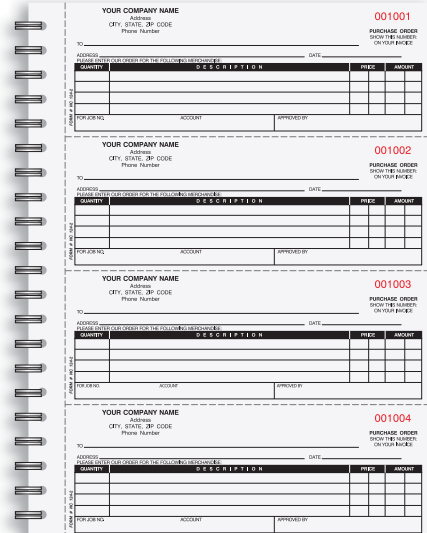 YOUR COMPANY NAME
Address
CITY, STATE, ZIP CODE
Phone Number
001001
PURCHASE ORDER
SHOW THIS NUMBER
ON YOUR INVOICE
TO
ADDRESS DATE
PLEASE ENTER OUR ORDER FOR THE FOLLOWING MERCHANDISE:
QUANTITY DESCRIPTION PRICE AMOUNT
FOR JOB NO. ACCOUNT APPROVED BY
YOUR COMPANY NAME
Address
CITY, STATE, ZIP CODE
Phone Number
001002
PURCHASE ORDER
SHOW THIS NUMBER
ON YOUR INVOICE
TO
ADDRESS DATE
PLEASE ENTER OUR ORDER FOR THE FOLLOWING MERCHANDISE:
QUANTITY DESCRIPTION PRICE AMOUNT
FOR JOB NO. ACCOUNT APPROVED BY
YOUR COMPANY NAME
Address
CITY, STATE, ZIP CODE
Phone Number
001003
PURCHASE ORDER
SHOW THIS NUMBER
ON YOUR INVOICE
TO
ADDRESS DATE
PLEASE ENTER OUR ORDER FOR THE FOLLOWING MERCHANDISE:
QUANTITY DESCRIPTION PRICE AMOUNT
FOR JOB NO. ACCOUNT APPROVED BY
YOUR COMPANY NAME
Address
CITY, STATE, ZIP CODE
Phone Number
001004
PURCHASE ORDER
SHOW THIS NUMBER
ON YOUR INVOICE
TO
ADDRESS DATE
PLEASE ENTER OUR ORDER FOR THE FOLLOWING MERCHANDISE:
QUANTITY DESCRIPTION PRICE AMOUNT
FOR JOB NO. ACCOUNT APPROVED BY